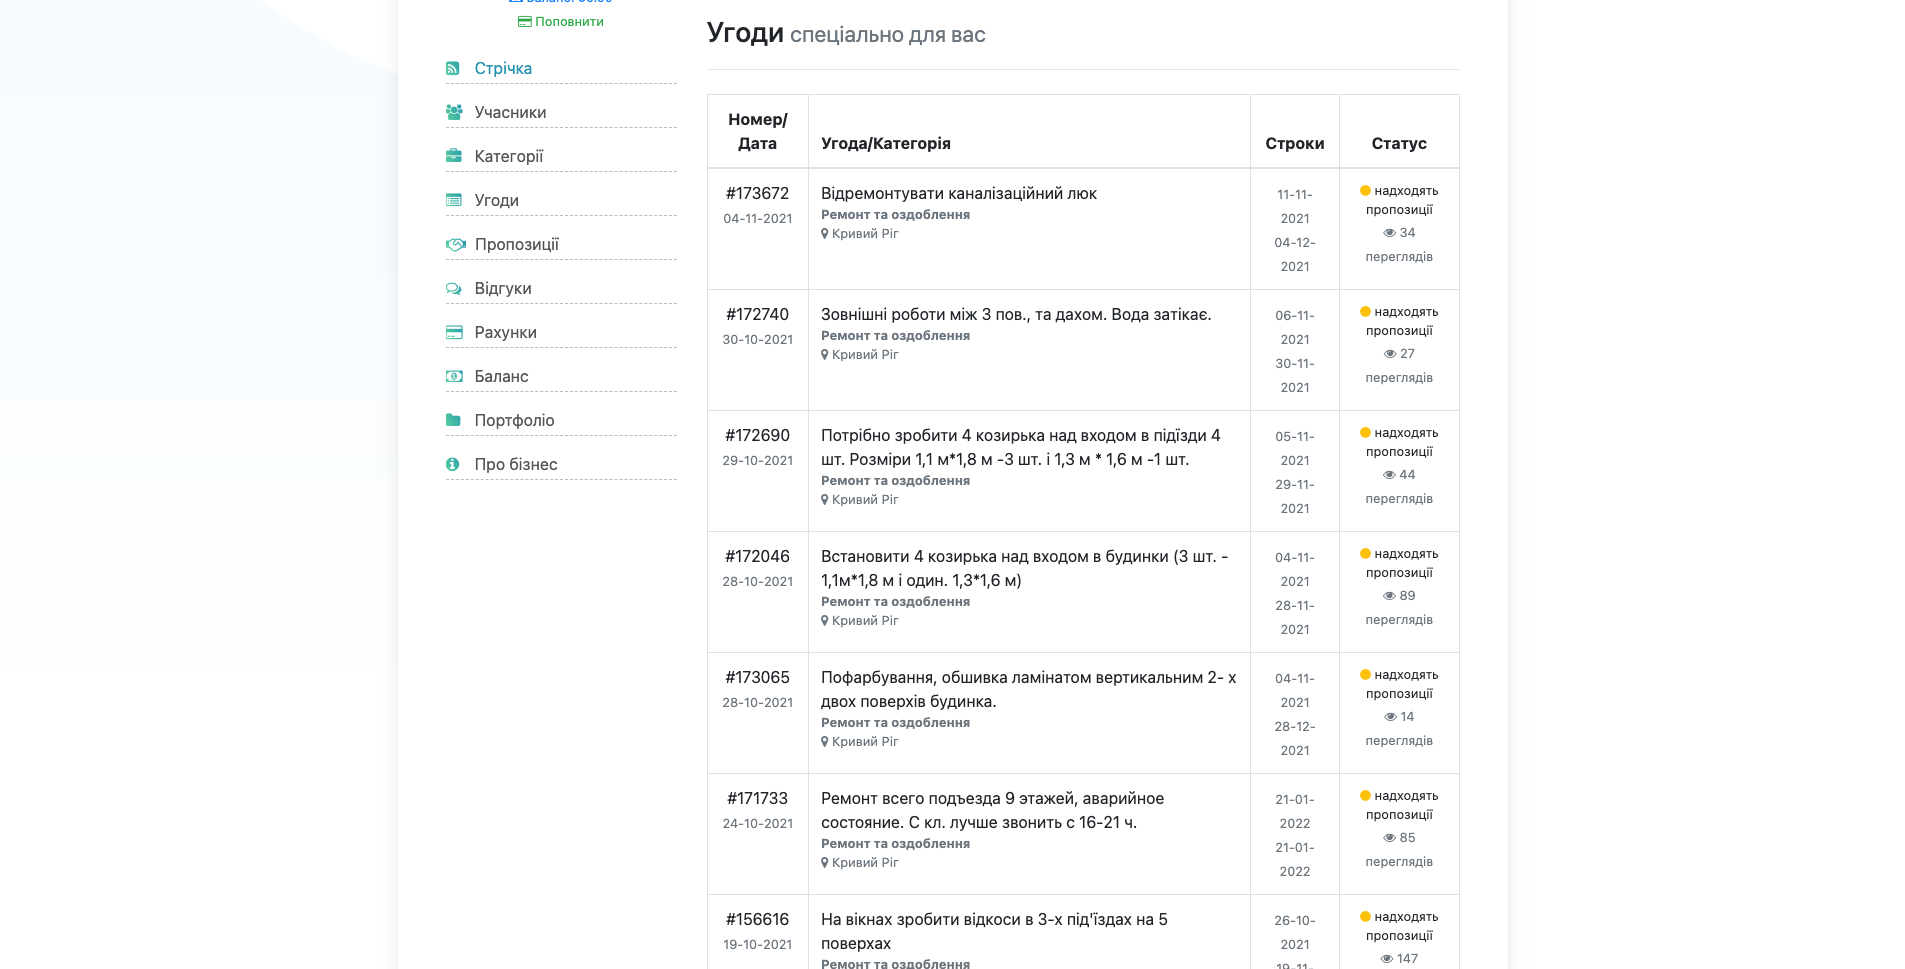 Поповнити
Стрічка
Учасники
Категорії
Угоди
Пропозиції
Відгуки
Рахунки
Баланс
Портфоліо
Про бізнес
Угоди спеціально для вас
Номер/
Дата
Угода/Категорія
Строки
Статус
#173672
04-11-2021
Відремонтувати каналізаційний люк
Ремонт та оздоблення
Кривий Ріг
11-11-
2021
04-12-
2021
надходять
пропозиції
34
переглядів
#172740
30-10-2021
Зовнішні роботи між 3 пов., та дахом. Вода затікає.
Ремонт та оздоблення
Кривий Ріг
06-11-
2021
30-11-
2021
надходять
пропозиції
27
переглядів
#172690
29-10-2021
Потрібно зробити 4 козирька над входом в підїзди 4
шт. Розміри 1,1 м*1,8 м -3 шт. і 1,3 м * 1,6 м -1 шт.
Ремонт та оздоблення
Кривий Ріг
05-11-
2021
29-11-
2021
надходять
пропозиції
44
переглядів
#172046
28-10-2021
Встановити 4 козирька над входом в будинки (3 шт. -
1,1м*1,8 м і один. 1,3*1,6 м)
Ремонт та оздоблення
Кривий Ріг
04-11-
2021
28-11-
2021
надходять
пропозиції
89
переглядів
#173065
28-10-2021
Пофарбування, обшивка ламінатом вертикальним 2- х
двох поверхів будинка.
Ремонт та оздоблення
Кривий Ріг
04-11-
2021
28-12-
2021
надходять
пропозиції
14
переглядів
#171733
24-10-2021
Ремонт всего подъезда 9 этажей, аварийное
состояние. С кл. лучше звонить с 16-21 ч.
Ремонт та оздоблення
Кривий Ріг
21-01-
2022
21-01-
2022
надходять
пропозиції
85
переглядів
#156616
19-10-2021
На вікнах зробити відкоси в 3-х під'їздах на 5
поверхах
Ремонт та оздоблення
26-10-
2021
19-11-
надходять
пропозиції
147